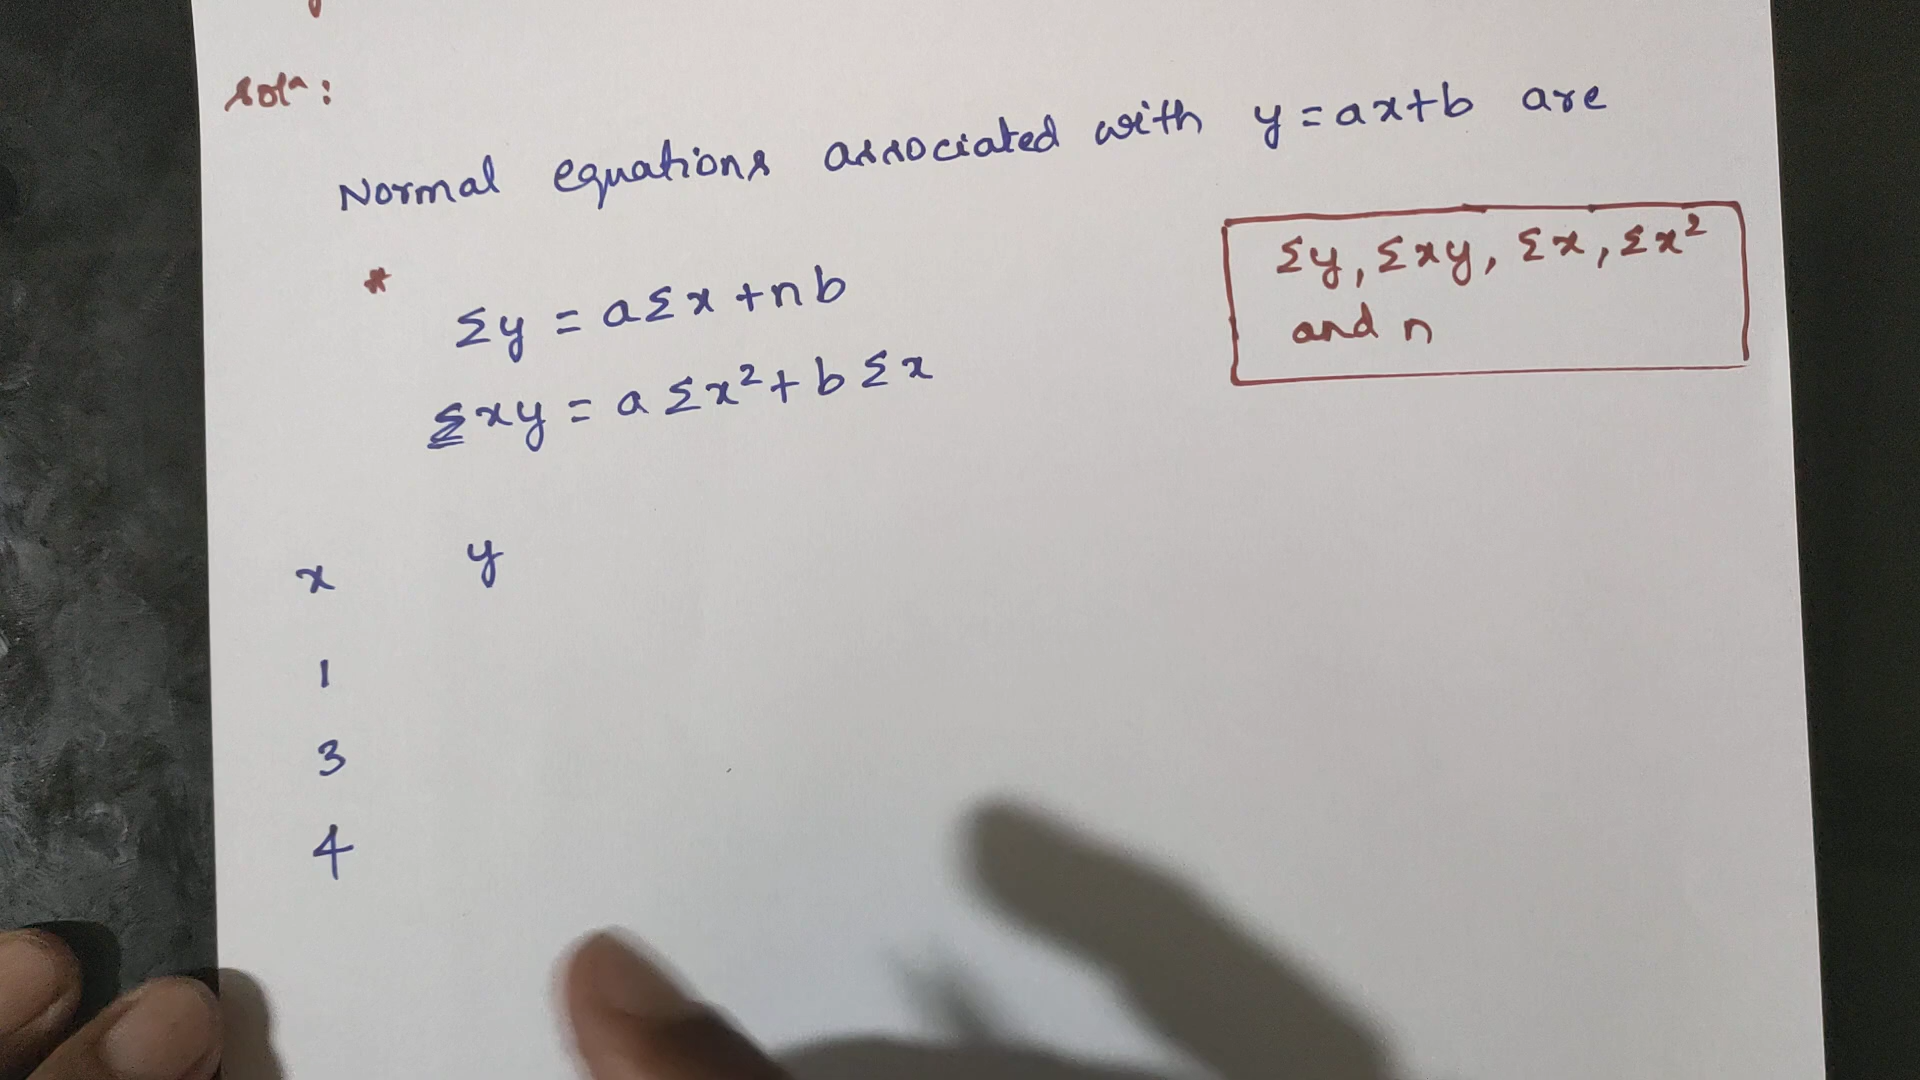 Soln:
Normal equations associated with y = ax+b are
* Σy = aΣx + nb
Σxy = aΣx² + bΣx
Σy, Σxy, Σx, Σx²
and n
x y
1
3
4